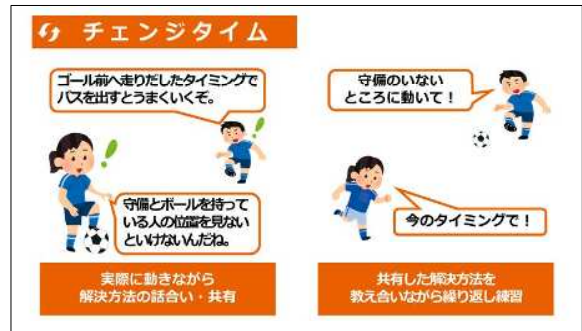 チェンジタイム
ゴール前へ走りだしたタイミングで
パスを出すとうまくいくぞ。
守備とボールを持って
いる人の位置を見ない
といけないんだね。
実際に動きながら
解決方法の話合い・共有
守備のいない
ところに動いて！
今のタイミングで！
共有した解決方法を
教え合いながら繰り返し練習